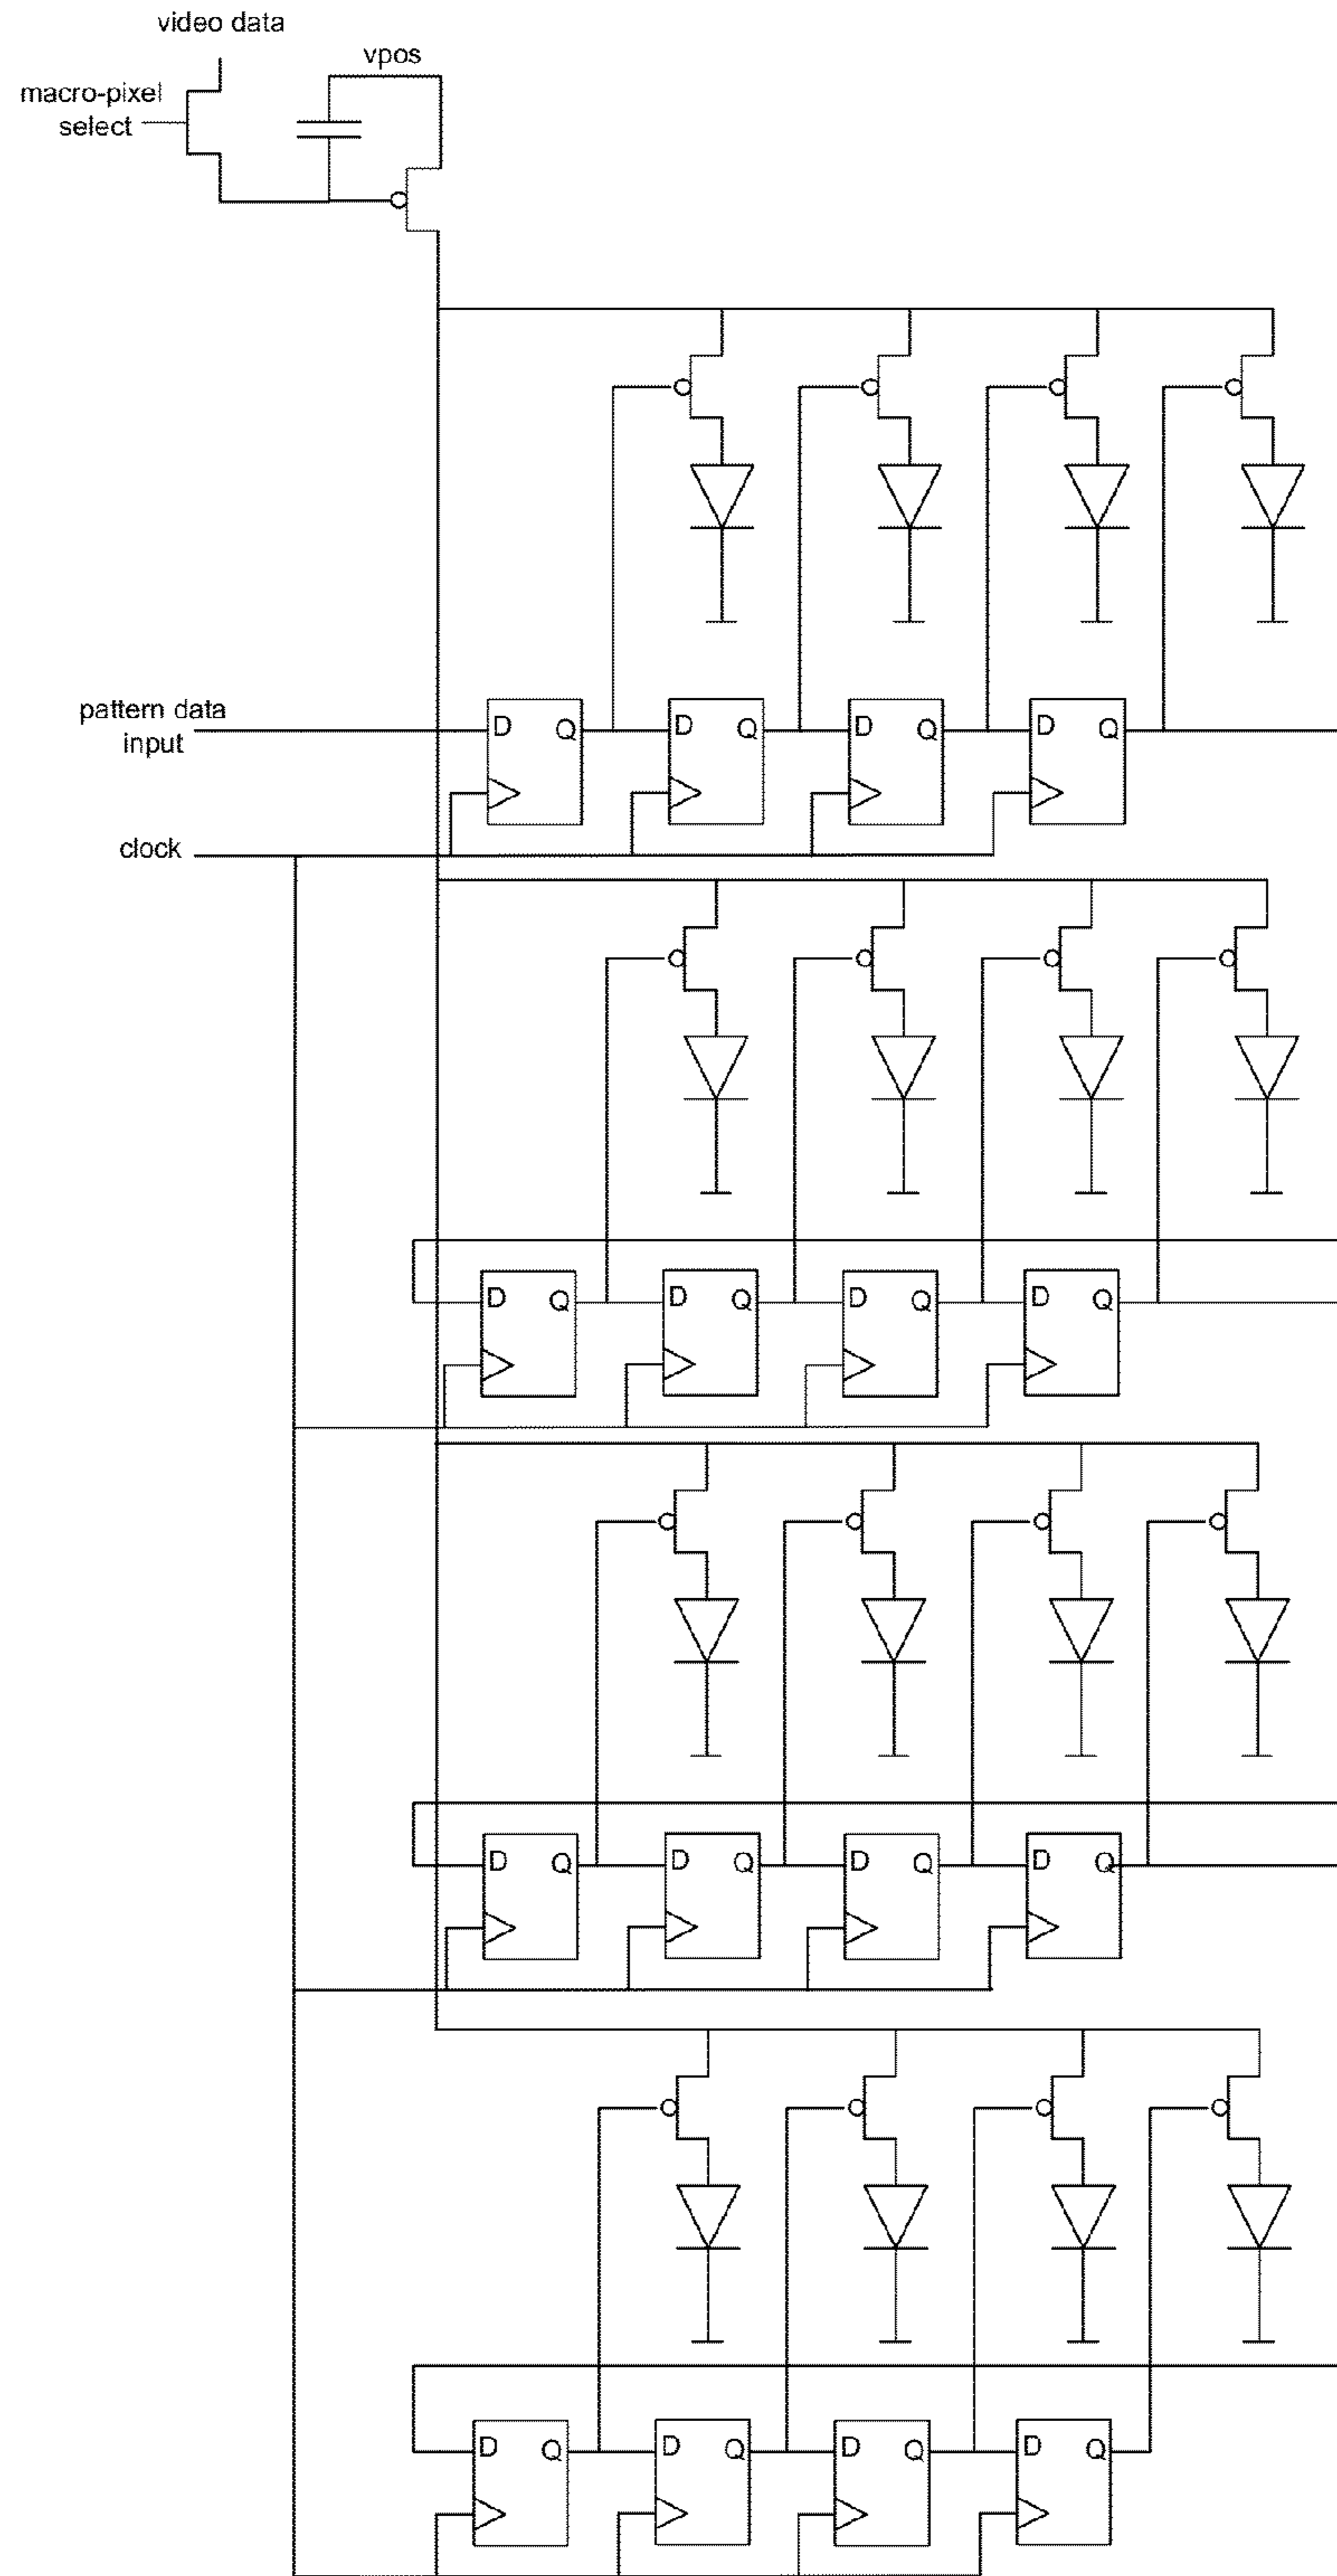 video data
vpos
macro-pixel
select
pattern data
input
D Q D Q D Q D Q
clock
D Q D Q D Q D Q
D Q D Q D Q D Q
D Q D Q D Q D Q